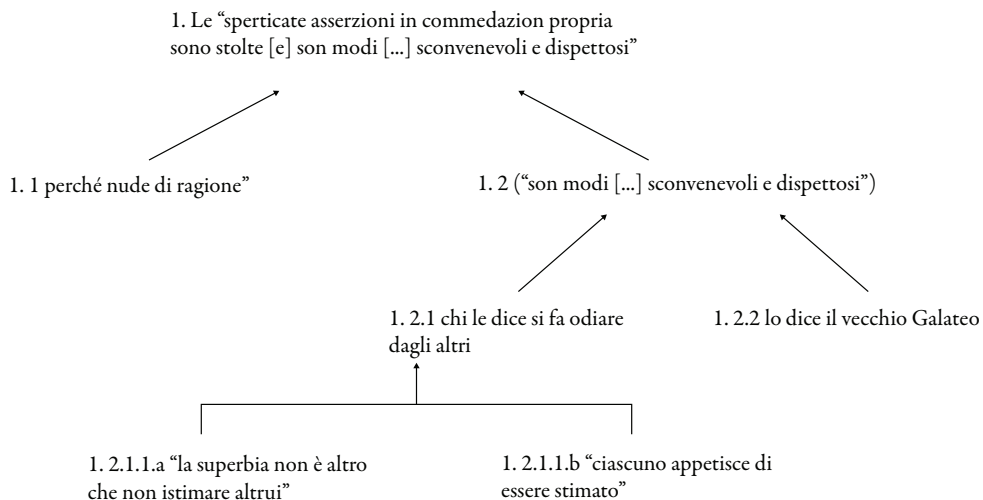 1. Le “sperticate asserzioni in commedazion propria
sono stolte [e] son modi [...] sconvenevoli e dispettosi”
1. 1 perché nude di ragione”
1. 2 (“son modi [...] sconvenevoli e dispettosi”)
1. 2.1 chi le dice si fa odiare
dagli altri
1. 2.2 lo dice il vecchio Galateo
1. 2.1.1.a “la superbia non è altro
che non istimare altrui”
1. 2.1.1.b “ciascuno appetisce di
essere stimato”